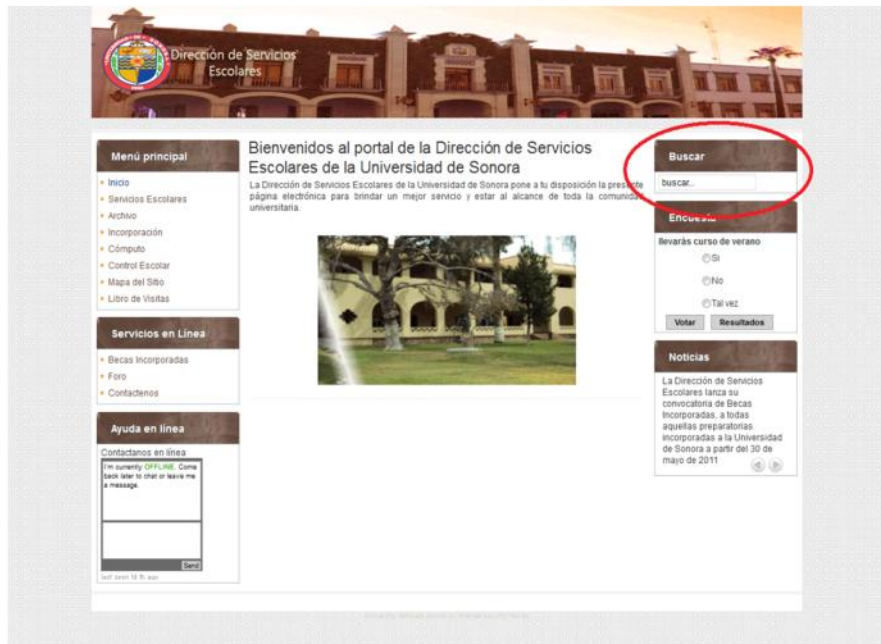 Dirección de Servicios
Escolares
Menú principal
Inicio
Servicios Escolares
Archivo
Incorporación
Cómputo
Control Escolar
Mapa del Sitio
Libro de Visitas
Servicios en Línea
Becas Incorporadas
Foro
Contactenos
Ayuda en línea
Contactanos en línea
I'm currently OFFLINE. Come
back later to chat or leave me
a message.
Send
Bienvenidos al portal de la Dirección de Servicios
Escolares de la Universidad de Sonora
La Dirección de Servicios Escolares de la Universidad de Sonora pone a tu disposición la presente
página electrónica para brindar un mejor servicio y estar al alcance de toda la comunidad
universitaria.
Buscar
buscar...
Encuesta
llevarás curso de verano
Si
No
Tal vez
Votar Resultados
Noticias
La Dirección de Servicios
Escolares lanza su
convocatoria de Becas
Incorporadas, a todas
aquellas preparatorias
incorporadas a la Universidad
de Sonora a partir del 30 de
mayo de 2011